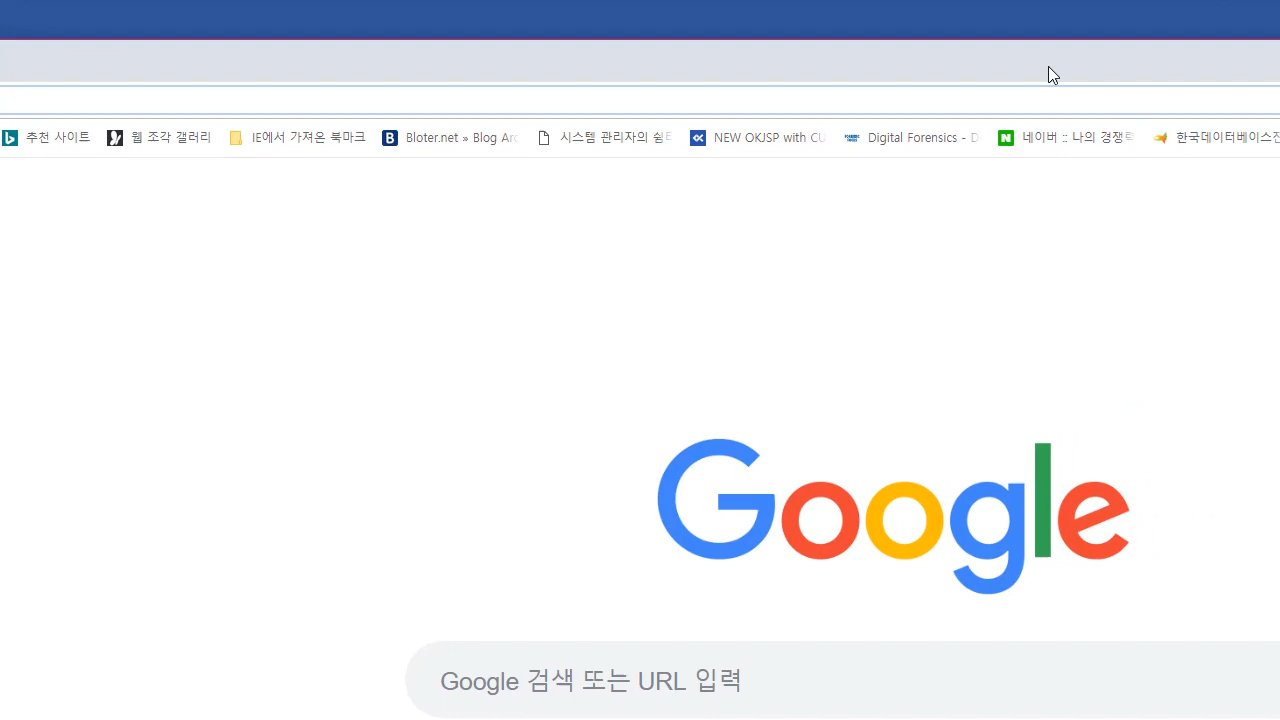 추천 사이트 웹 조각 갤러리 IE에서 가져온 북마크 Bloter.net » Blog Arc 시스템 관리자의 쉼터 NEW OKJSP with CU Digital Forensics - D 네이버 :: 나의 경쟁력 한국데이터베이스진
Google
Google 검색 또는 URL 입력